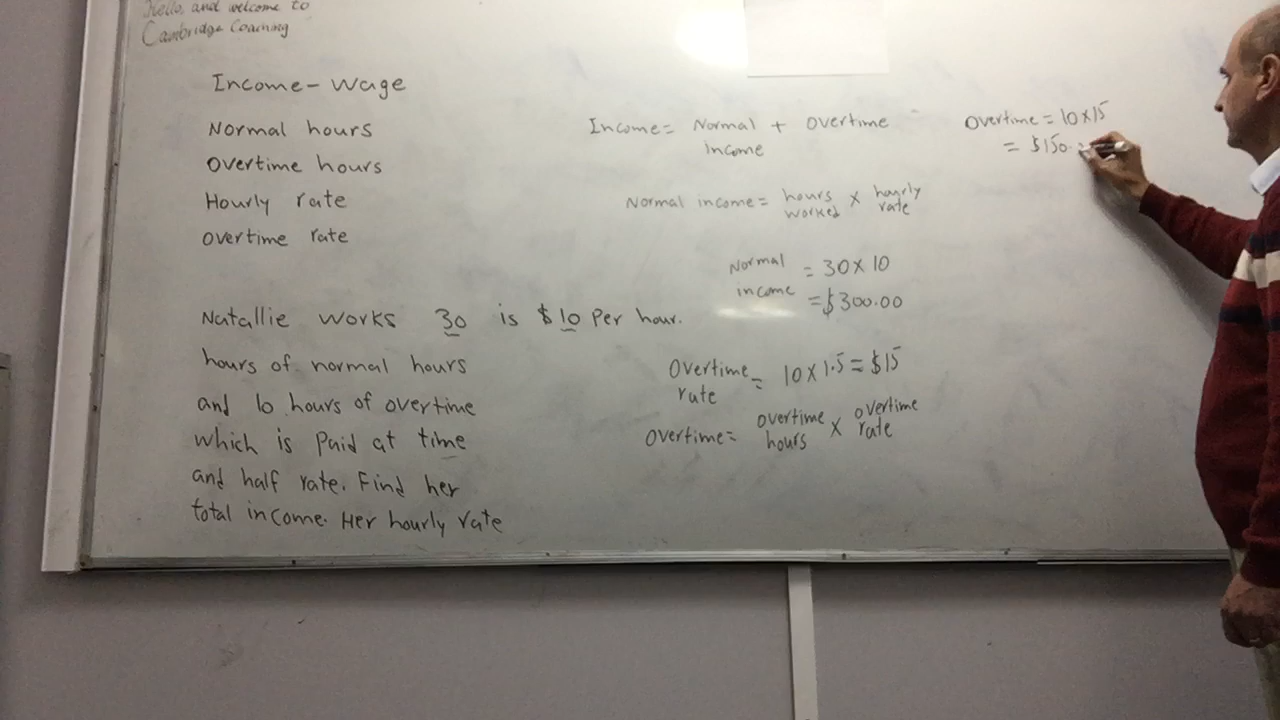 Hello, and welcome to
Cambridge Coaching
Income - Wage
Normal hours
Overtime hours
Hourly rate
Overtime rate
Natallie works 30 is $10 Per hour.
hours of normal hours
and 10 hours of overtime
which is paid at time
and half rate. Find her
total income. Her hourly rate
Income = Normal + Overtime
income
Normal income = hours × hourly
worked rate
Normal = 30 × 10
income = $300.00
Overtime = 10 × 1.5 = $15
rate
Overtime = overtime × overtime
hours rate
Overtime = 10 × 15
= $150.